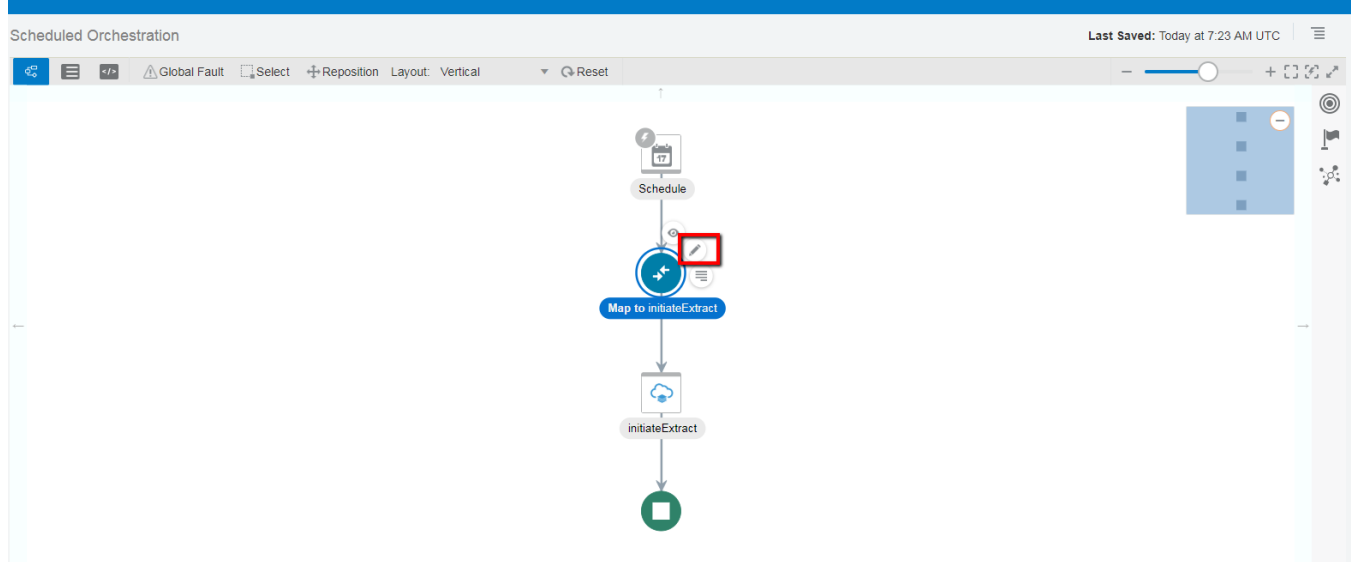 Scheduled Orchestration
Last Saved: Today at 7:23 AM UTC
</> Global Fault Select Reposition Layout: Vertical Reset
17
Schedule
Map to initiateExtract
initiateExtract